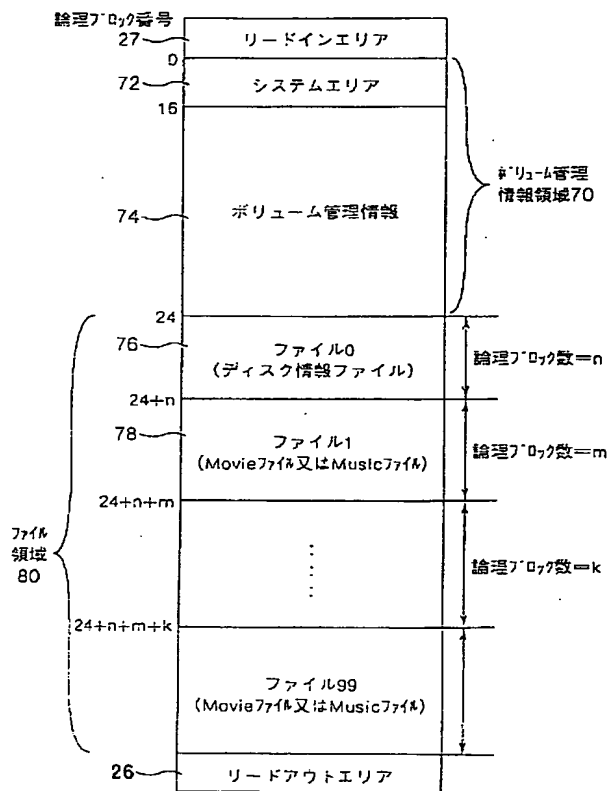 論理ブロック番号
27
リードインエリア
0
72
システムエリア
16
74
ボリューム管理情報
ボリューム管理
情報領域70
24
76
ファイル0
(ディスク情報ファイル)
論理ブロック数=n
24+n
78
ファイル1
(Movieファイル又はMusicファイル)
論理ブロック数=m
24+n+m
ファイル
領域
80
論理ブロック数=k
24+n+m+k
ファイル99
(Movieファイル又はMusicファイル)
26
リードアウトエリア